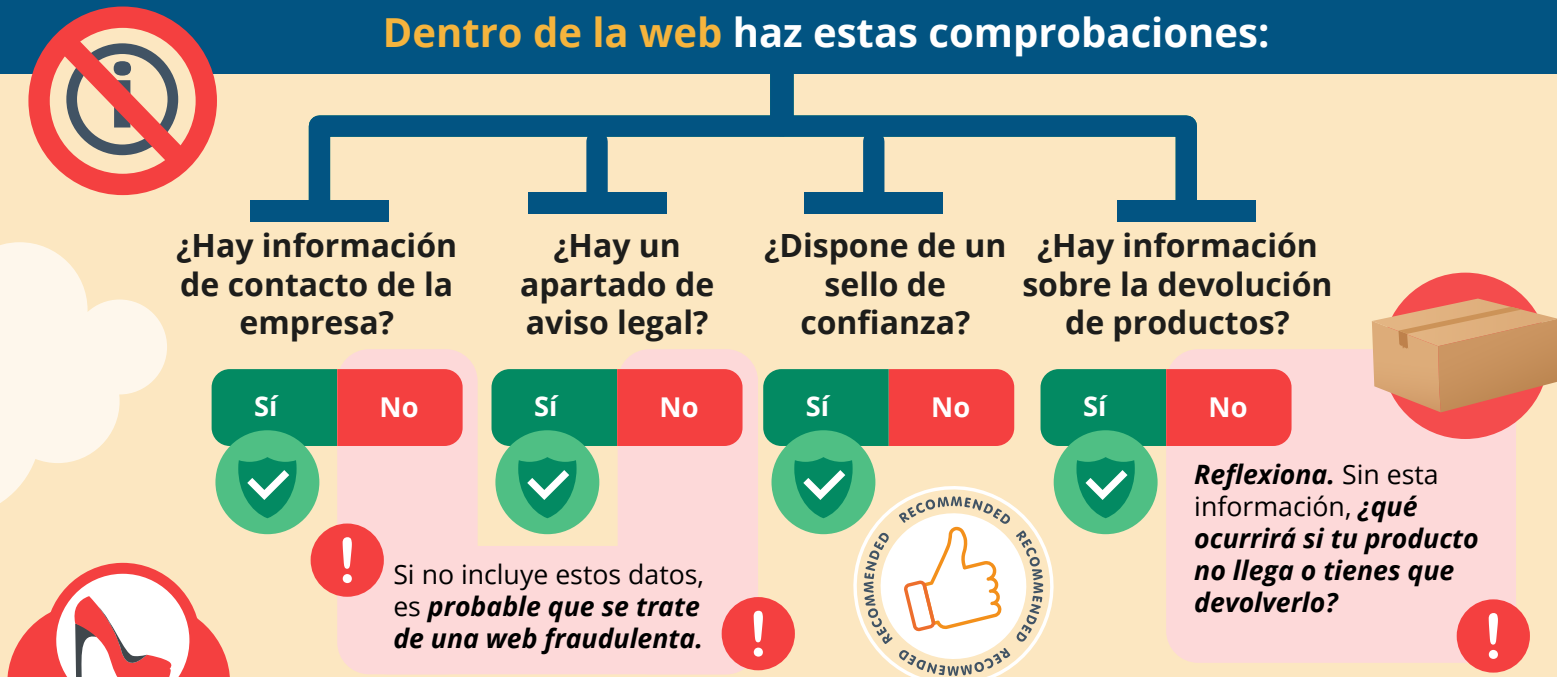 Dentro de la web haz estas comprobaciones:
¿Hay información
de contacto de la
empresa?
¿Hay un
apartado de
aviso legal?
¿Dispone de un
sello de
confianza?
¿Hay información
sobre la devolución
de productos?
Sí No
Sí No
Sí No
Sí No
Si no incluye estos datos,
es probable que se trate
de una web fraudulenta.
RECOMMENDED RECOMMENDED RECOMMENDED RECOMMENDED
Reflexiona. Sin esta
información, ¿qué
ocurrirá si tu producto
no llega o tienes que
devolverlo?